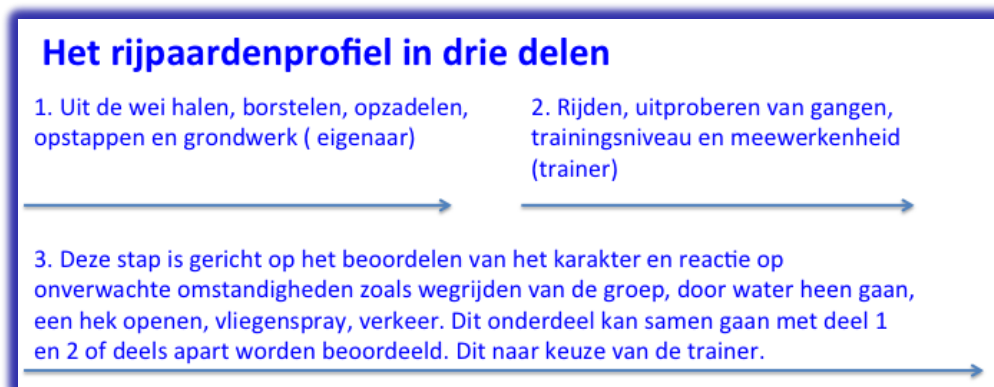 Het rijpaardenprofiel in drie delen
1. Uit de wei halen, borstelen, opzadelen,
opstappen en grondwerk ( eigenaar)
2. Rijden, uitproberen van gangen,
trainingsniveau en meewerkenheid
(trainer)
3. Deze stap is gericht op het beoordelen van het karakter en reactie op
onverwachte omstandigheden zoals wegrijden van de groep, door water heen gaan,
een hek openen, vliegenspray, verkeer. Dit onderdeel kan samen gaan met deel 1
en 2 of deels apart worden beoordeeld. Dit naar keuze van de trainer.